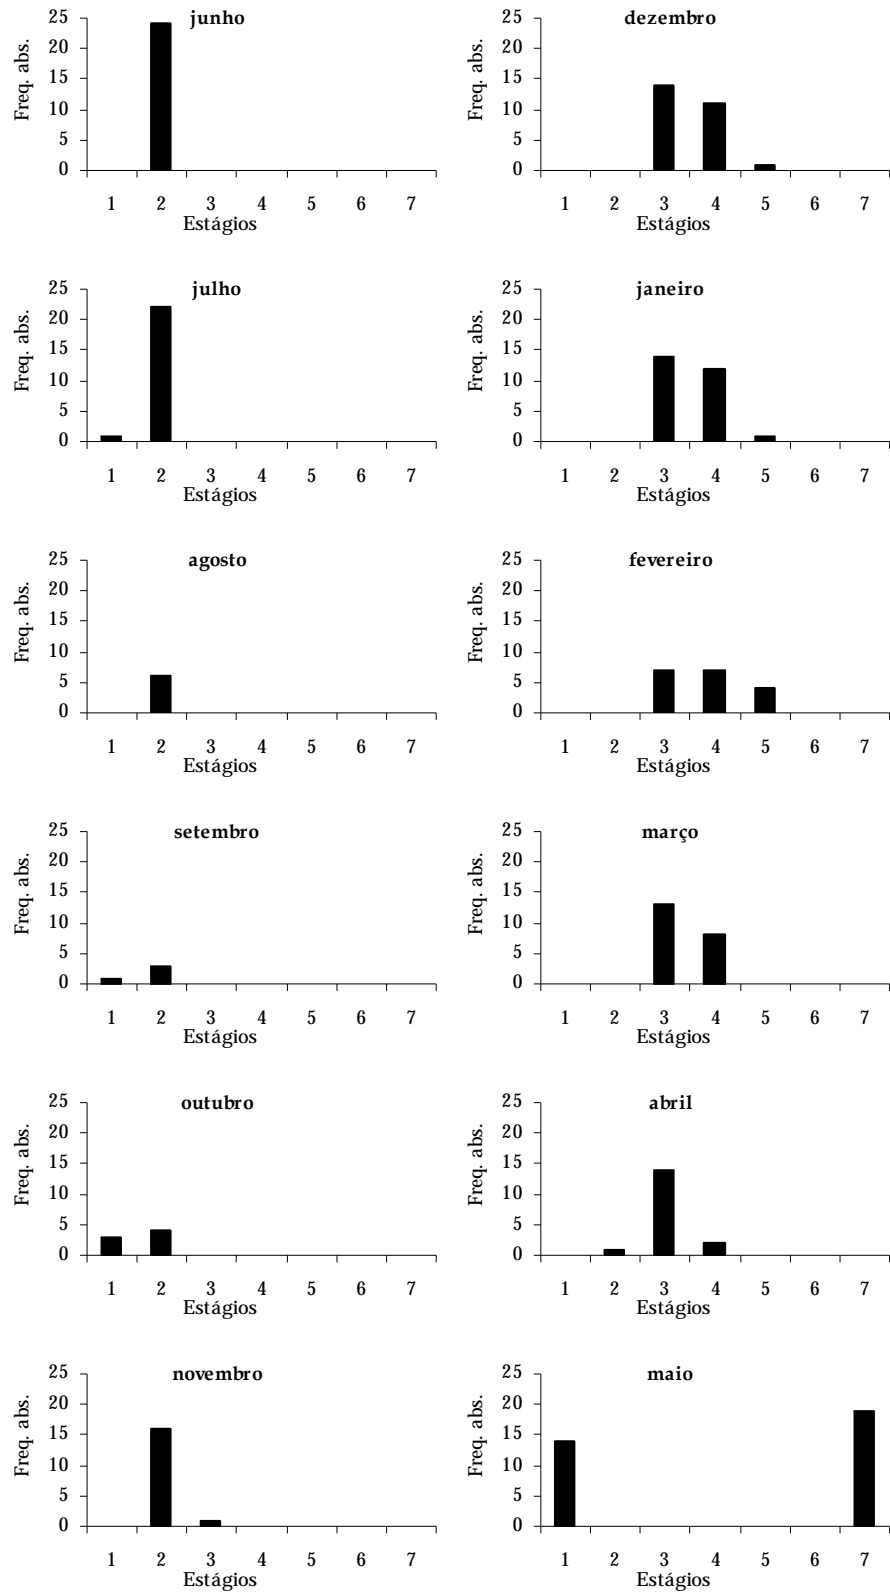 junho
Freq. abs.
25
20
15
10
5
0
1 2 3 4 5 6 7
Estágios
dezembro
Freq. abs.
25
20
15
10
5
0
1 2 3 4 5 6 7
Estágios
julho
Freq. abs.
25
20
15
10
5
0
1 2 3 4 5 6 7
Estágios
janeiro
Freq. abs.
25
20
15
10
5
0
1 2 3 4 5 6 7
Estágios
agosto
Freq. abs.
25
20
15
10
5
0
1 2 3 4 5 6 7
Estágios
fevereiro
Freq. abs.
25
20
15
10
5
0
1 2 3 4 5 6 7
Estágios
setembro
Freq. abs.
25
20
15
10
5
0
1 2 3 4 5 6 7
Estágios
março
Freq. abs.
25
20
15
10
5
0
1 2 3 4 5 6 7
Estágios
outubro
Freq. abs.
25
20
15
10
5
0
1 2 3 4 5 6 7
Estágios
abril
Freq. abs.
25
20
15
10
5
0
1 2 3 4 5 6 7
Estágios
novembro
Freq. abs.
25
20
15
10
5
0
1 2 3 4 5 6 7
Estágios
maio
Freq. abs.
25
20
15
10
5
0
1 2 3 4 5 6 7
Estágios